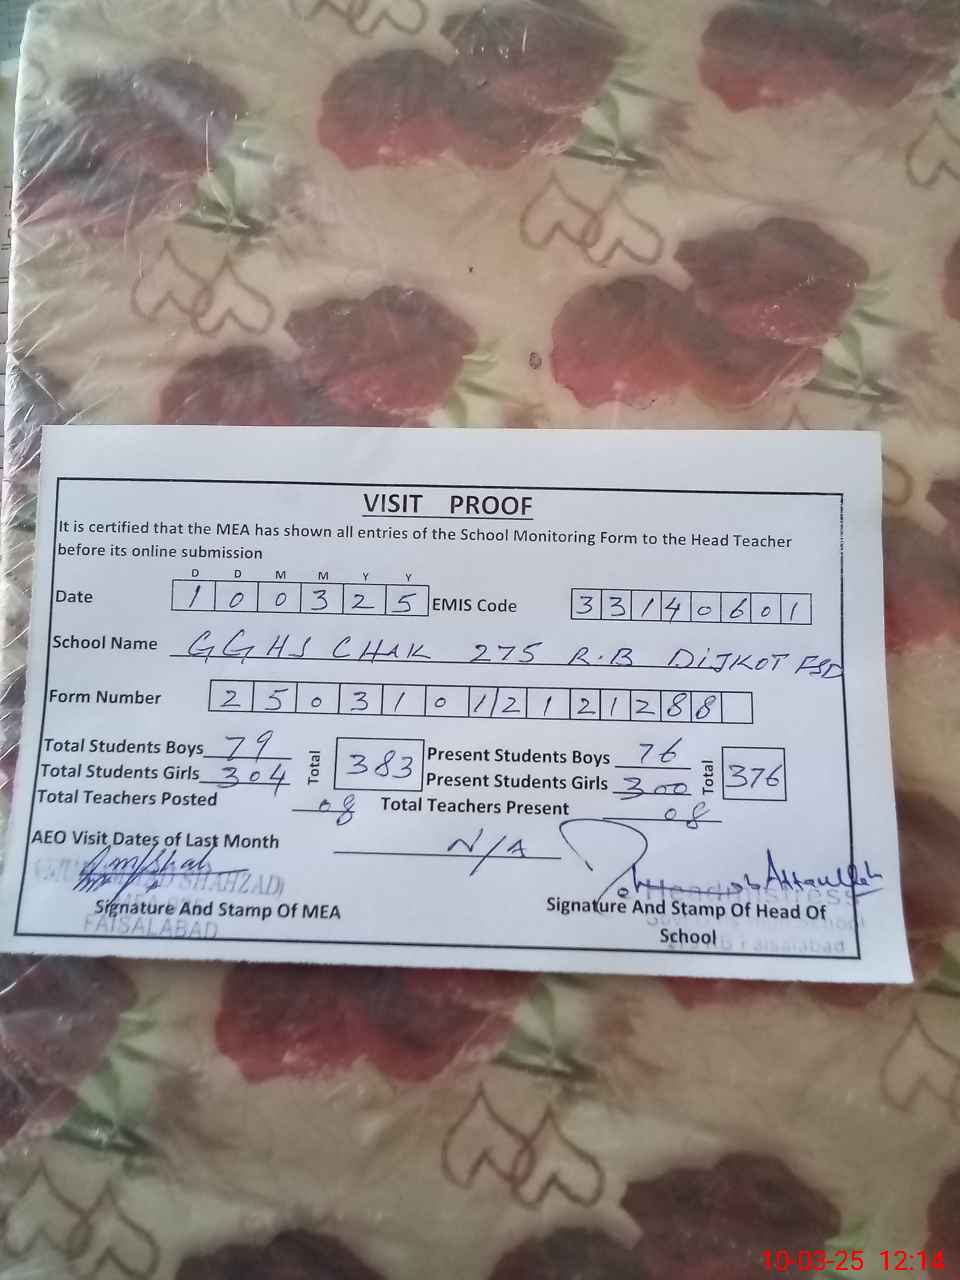 VISIT PROOF
It is certified that the MEA has shown all entries of the School Monitoring Form to the Head Teacher
before its online submission
D D M M Y Y
Date 1 0 0 3 2 5 EMIS Code 3 3 1 4 0 6 0 1
School Name GGHS CHAK 275 R.B DIJKOT FSD
Form Number 2 5 0 3 1 0 1 2 1 2 1 2 8 8
Total Students Boys 79 Total 383 Present Students Boys 76 Total 376
Total Students Girls 304 Present Students Girls 300
Total Teachers Posted 08 Total Teachers Present 08
AEO Visit Dates of Last Month N/A
SHAHZAD) Headmistress
Signature And Stamp Of MEA Signature And Stamp Of Head Of
School
FAISALABAD Faisalabad
10-03-25 12:14